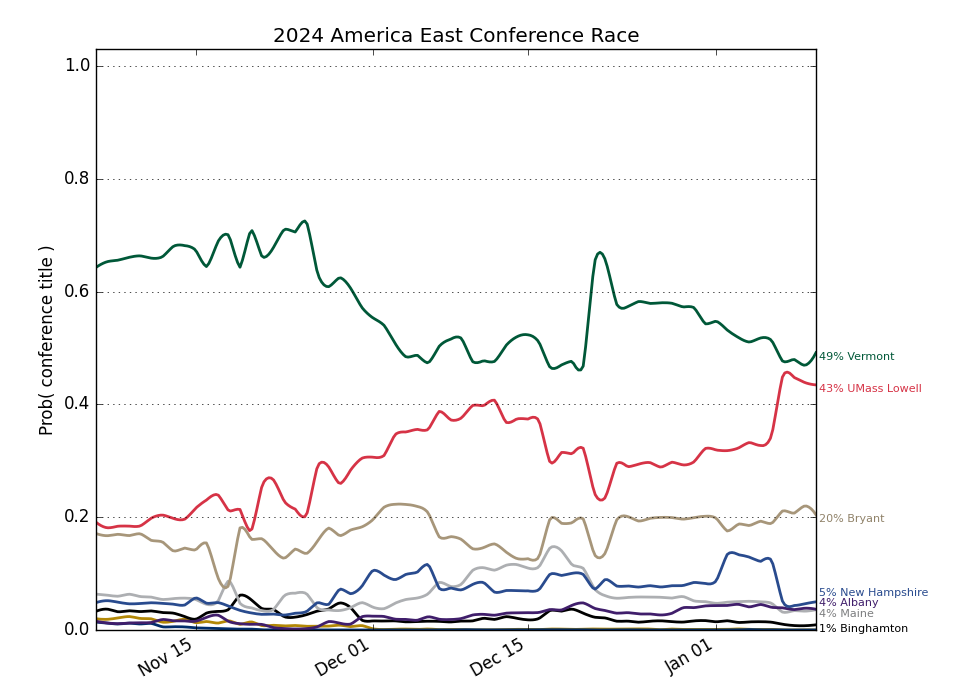 2024 America East Conference Race
1.0
0.8
0.6
0.4
0.2
0.0
Prob( conference title )
Nov 15
Dec 01
Dec 15
Jan 01
49% Vermont
43% UMass Lowell
20% Bryant
5% New Hampshire
4% Albany
4% Maine
1% Binghamton